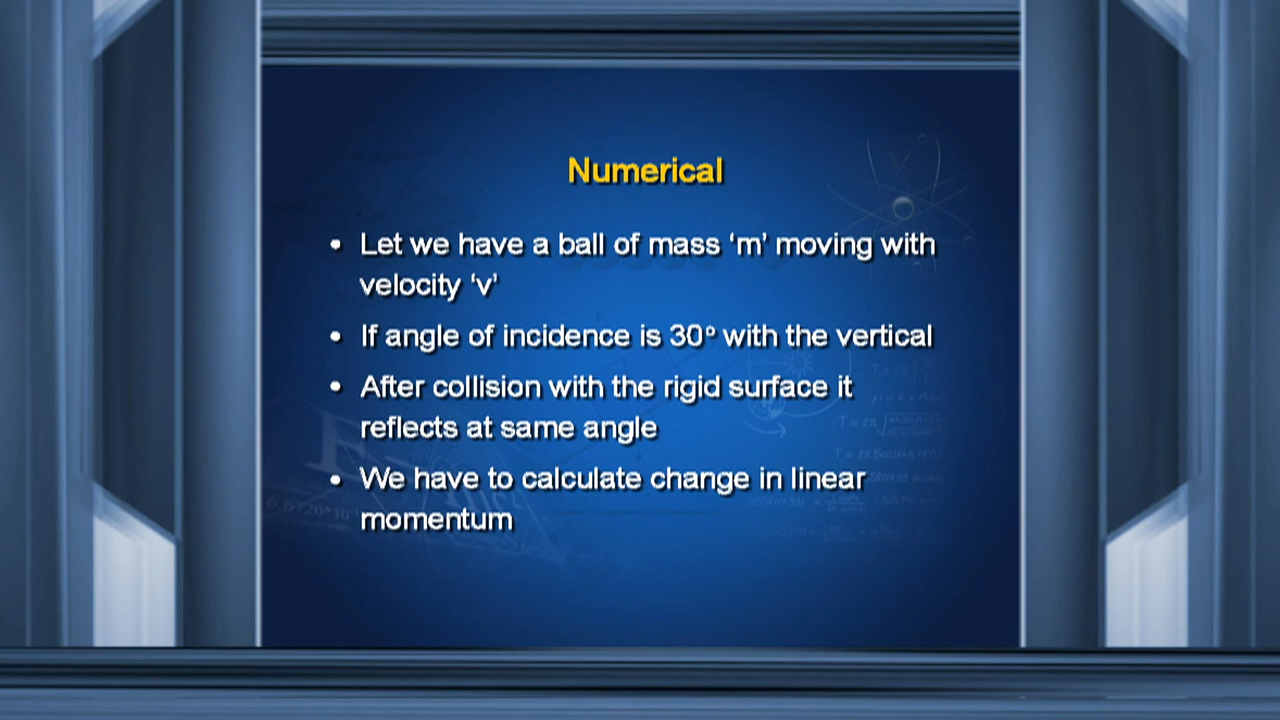 Numerical
• Let we have a ball of mass ‘m’ moving with
velocity ‘v’
• If angle of incidence is 30° with the vertical
• After collision with the rigid surface it
reflects at same angle
• We have to calculate change in linear
momentum